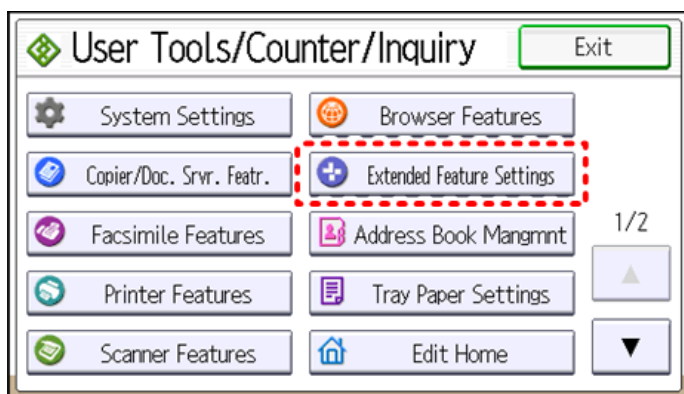 User Tools/Counter/Inquiry
Exit
System Settings
Browser Features
Copier/Doc. Srvr. Featr.
Extended Feature Settings
Facsimile Features
Address Book Mangmnt
1/2
Printer Features
Tray Paper Settings
Scanner Features
Edit Home